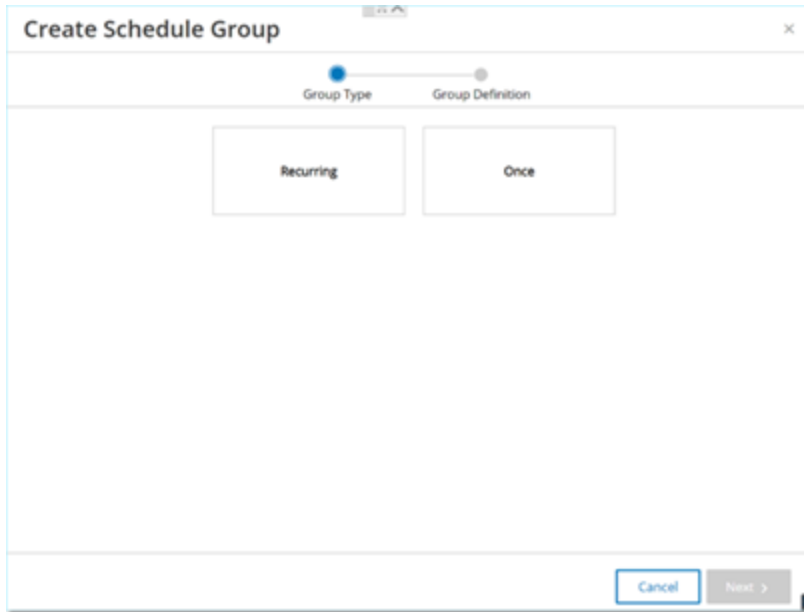 Create Schedule Group
Group Type
Group Definition
Recurring
Once
Cancel
Next